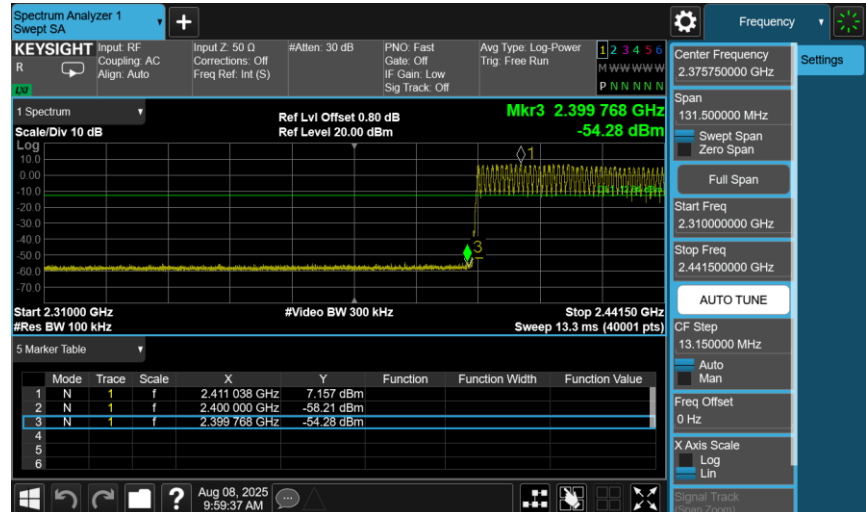 Spectrum Analyzer 1
Swept SA
Frequency
KEYSIGHT
R
LXI
Input: RF
Coupling: AC
Align: Auto
Input Z: 50 Ω
Corrections: Off
Freq Ref: Int (S)
#Atten: 30 dB
PNO: Fast
Gate: Off
IF Gain: Low
Sig Track: Off
Avg Type: Log-Power
Trig: Free Run
1 2 3 4 5 6
M W W W W W
P N N N N N
1 Spectrum
Scale/Div 10 dB
Ref Lvl Offset 0.80 dB
Ref Level 20.00 dBm
Mkr3 2.399 768 GHz
-54.28 dBm
Log
10.0
0.00
-10.0
-20.0
-30.0
-40.0
-50.0
-60.0
-70.0
1
3
Start 2.31000 GHz
#Res BW 100 kHz
#Video BW 300 kHz
Stop 2.44150 GHz
Sweep 13.3 ms (40001 pts)
5 Marker Table
Mode Trace Scale X Y Function Function Width Function Value
1 N 1 f 2.411 038 GHz 7.157 dBm
2 N 1 f 2.400 000 GHz -58.21 dBm
3 N 1 f 2.399 768 GHz -54.28 dBm
4
5
6
?
Aug 08, 2025
9:59:37 AM
Center Frequency
2.375750000 GHz
Span
131.500000 MHz
Swept Span
Zero Span
Full Span
Start Freq
2.310000000 GHz
Stop Freq
2.441500000 GHz
AUTO TUNE
CF Step
13.150000 MHz
Auto
Man
Freq Offset
0 Hz
X Axis Scale
Log
Lin
Signal Track
(Span Zoom)
Settings